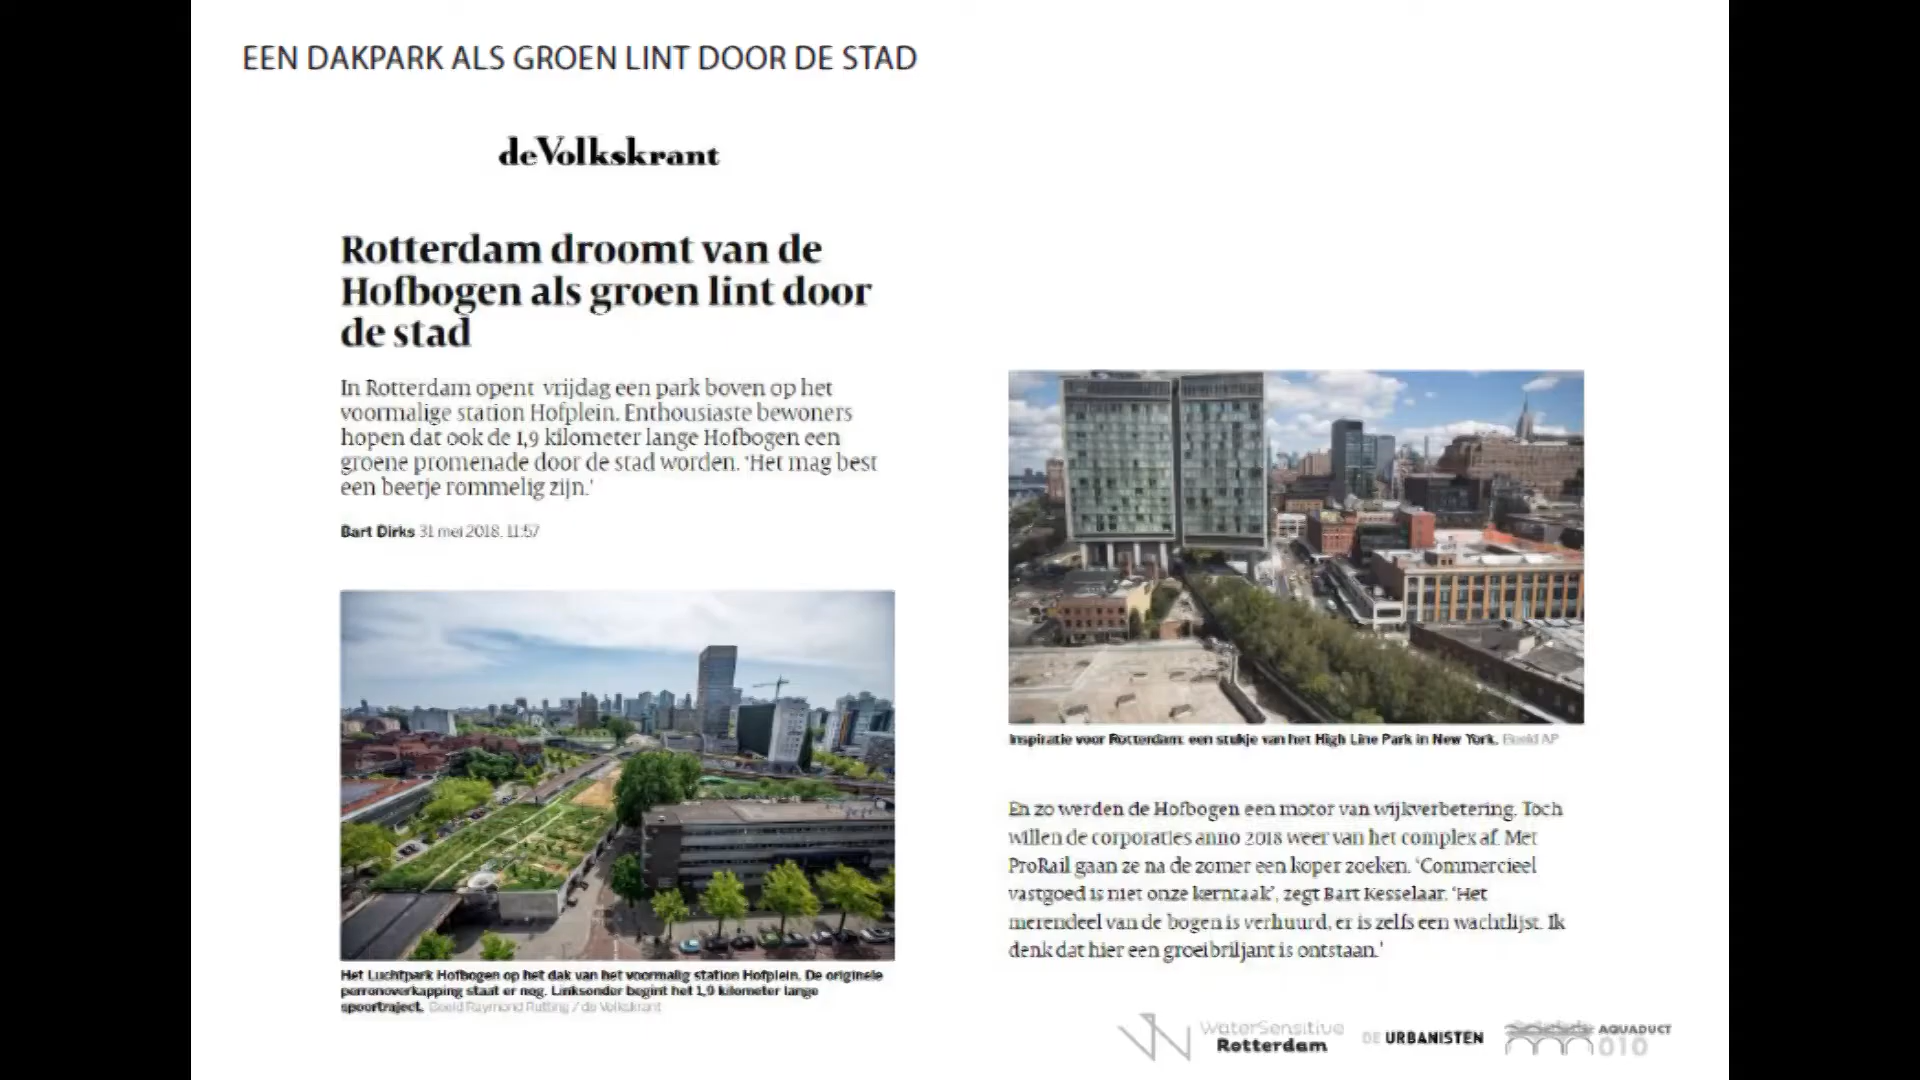 EEN DAKPARK ALS GROEN LINT DOOR DE STAD
deVolkskrant
Rotterdam droomt van de
Hofbogen als groen lint door
de stad
In Rotterdam opent vrijdag een park boven op het
voormalige station Hofplein. Enthousiaste bewoners
hopen dat ook de 1,9 kilometer lange Hofbogen een
groene promenade door de stad worden. 'Het mag best
een beetje rommelig zijn.'
Bart Dirks 31 mei 2018, 11:57
Het Luchtpark Hofbogen op het dak van het voormalig station Hofplein. De originele
perronoverkapping staat er nog. Linksonder begint het 1,9 kilometer lange
spoortraject. Beeld Raymond Rutting / de Volkskrant
Inspiratie voor Rotterdam: een stukje van het High Line Park in New York. Beeld AP
En zo werden de Hofbogen een motor van wijkverbetering. Toch
willen de corporaties anno 2018 weer van het complex af. Met
ProRail gaan ze na de zomer een koper zoeken. 'Commercieel
vastgoed is niet onze kerntaak', zegt Bart Kesselaar. 'Het
merendeel van de bogen is verhuurd, er is zelfs een wachtlijst. Ik
denk dat hier een groeibriljant is ontstaan.'
WaterSensitive
Rotterdam
DE URBANISTEN
AQUADUCT
010